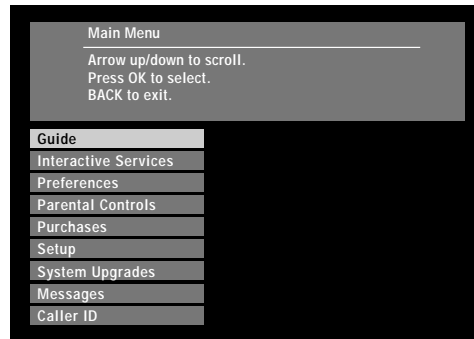 Main Menu
Arrow up/down to scroll.
Press OK to select.
BACK to exit.
Guide
Interactive Services
Preferences
Parental Controls
Purchases
Setup
System Upgrades
Messages
Caller ID